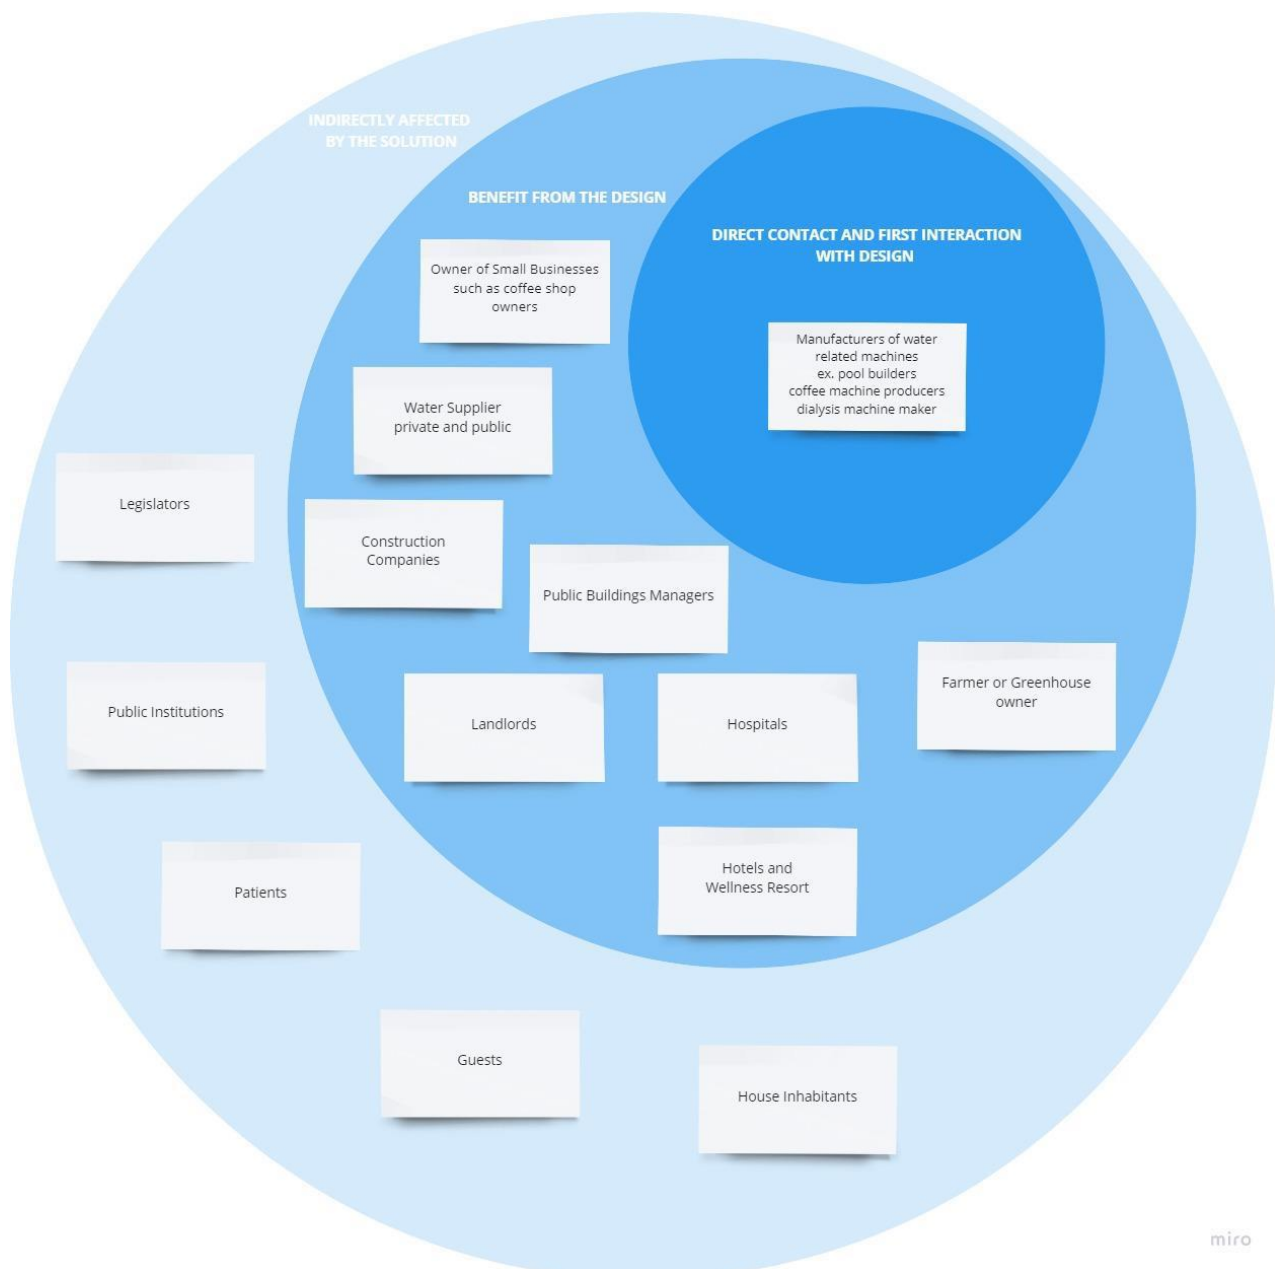 INDIRECTLY AFFECTED
BY THE SOLUTION
BENEFIT FROM THE DESIGN
DIRECT CONTACT AND FIRST INTERACTION
WITH DESIGN
Owner of Small Businesses
such as coffee shop
owners
Manufacturers of water
related machines
ex. pool builders
coffee machine producers
dialysis machine maker
Water Supplier
private and public
Legislators
Construction
Companies
Public Buildings Managers
Farmer or Greenhouse
owner
Public Institutions
Landlords
Hospitals
Hotels and
Wellness Resort
Patients
Guests
House Inhabitants
miro